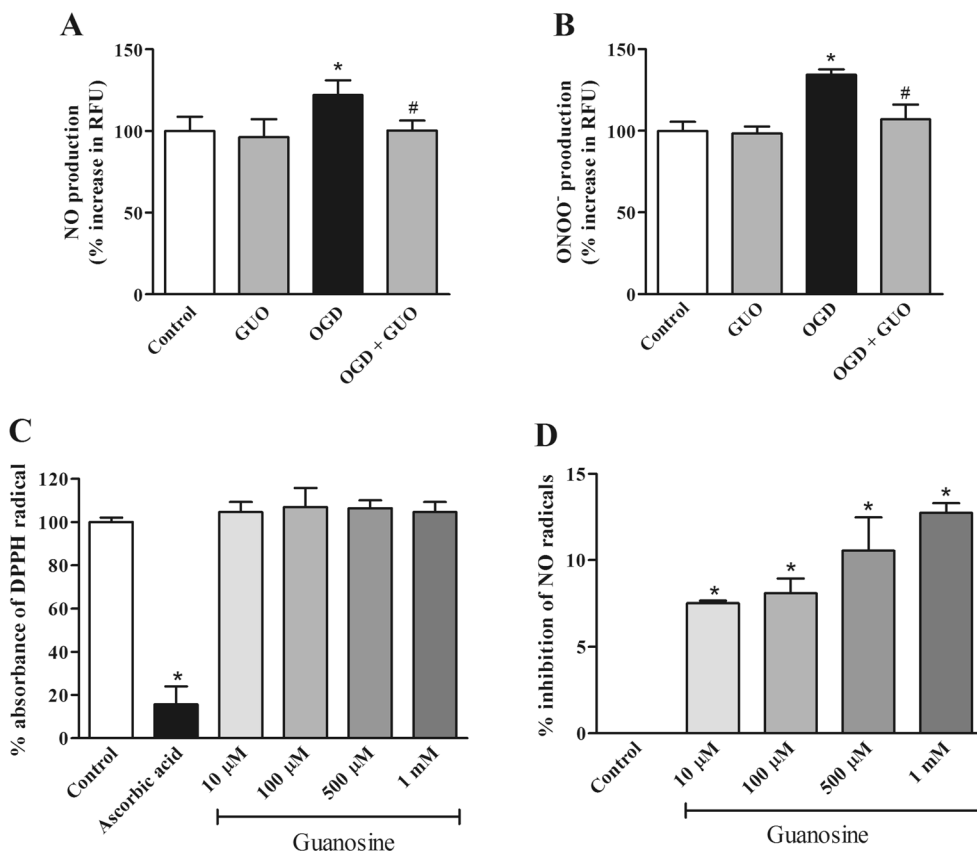 A
NO production
(% increase in RFU)
150
100
50
0
*
#
Control
GUO
OGD
OGD + GUO
B
ONOO⁻ prooduction
(% increase in RFU)
150
100
50
0
*
#
Control
GUO
OGD
OGD + GUO
C
% absorbance of DPPH radical
120
100
80
60
40
20
0
*
Control
Ascorbic acid
10 µM
100 µM
500 µM
1 mM
Guanosine
D
% inhibition of NO radicals
15
10
5
0
*
*
*
*
Control
10 µM
100 µM
500 µM
1 mM
Guanosine